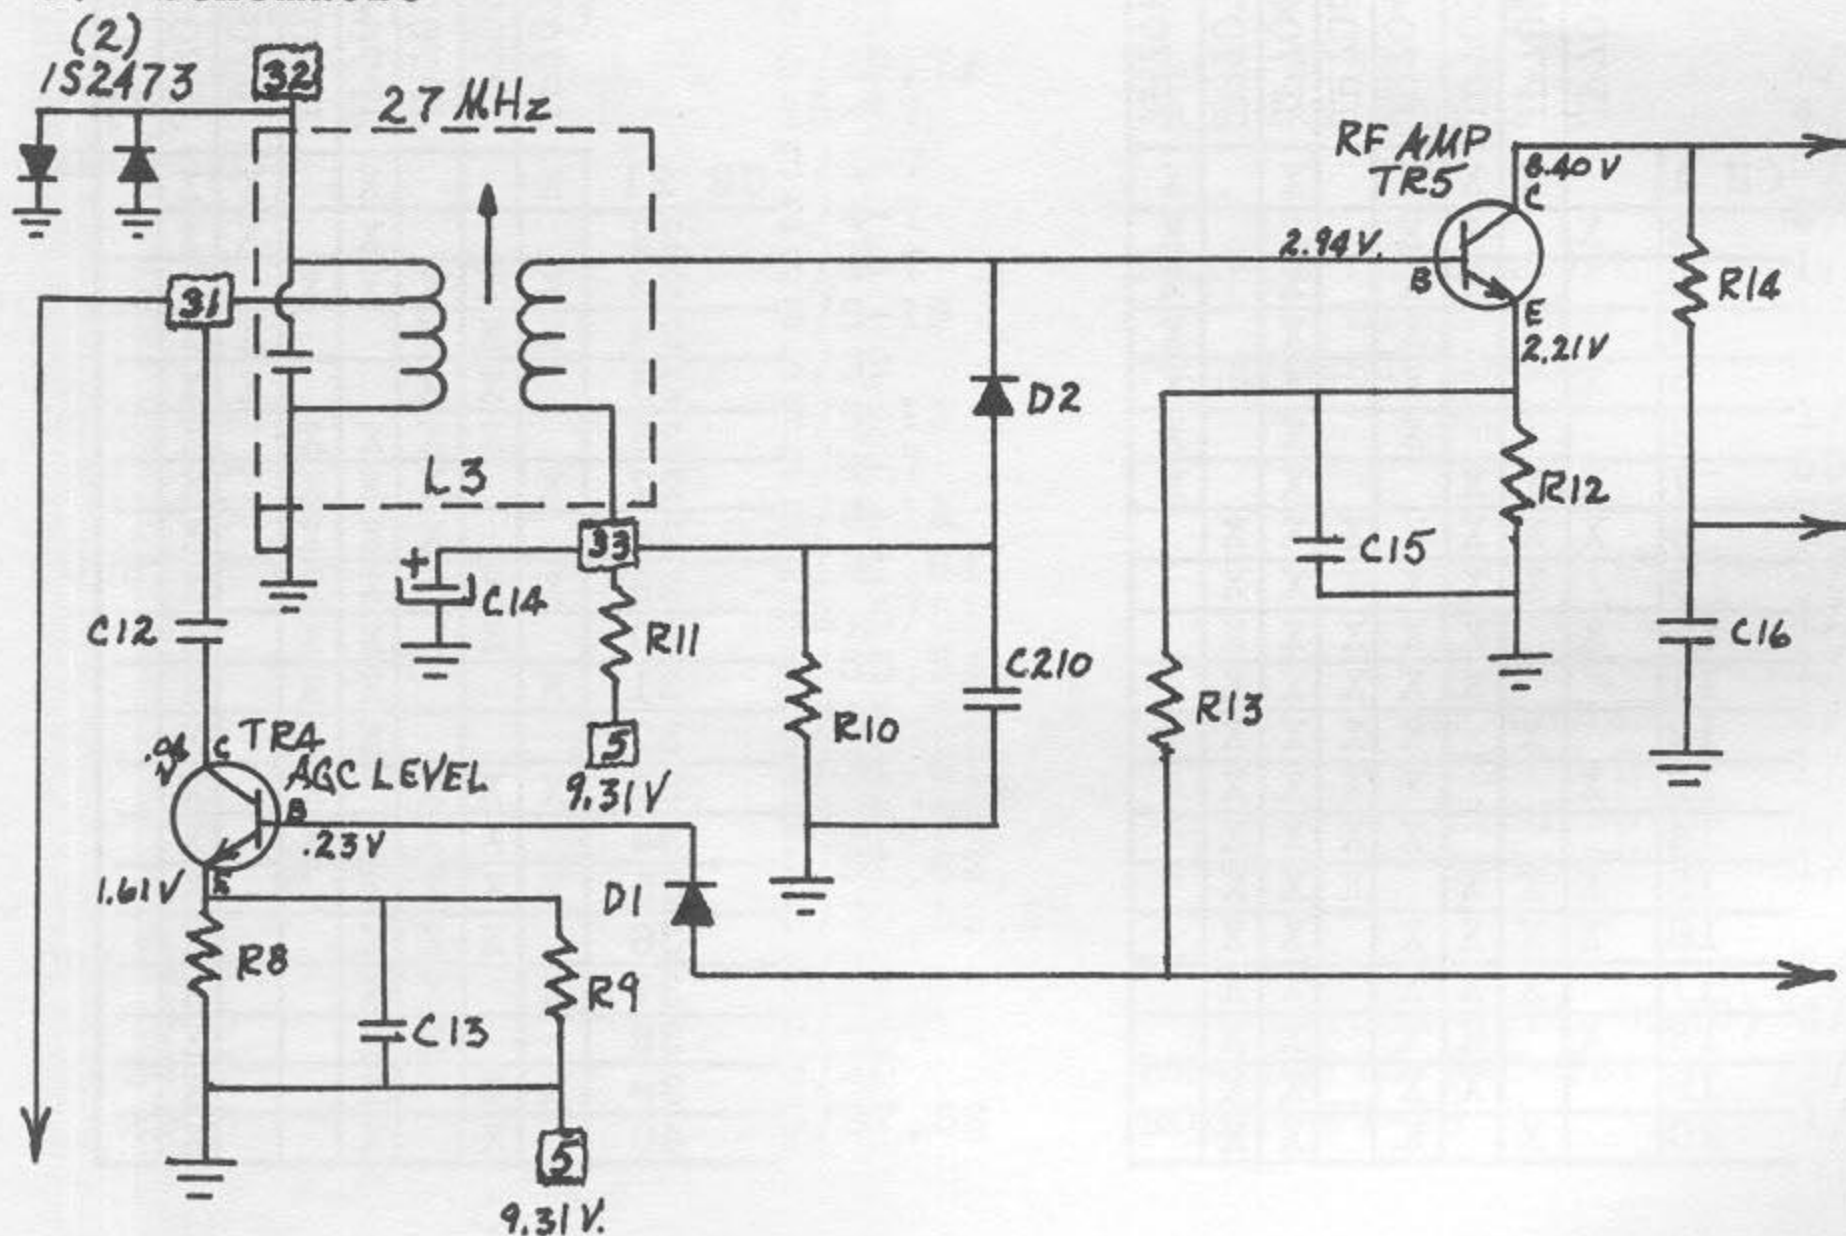 (2)
1S2473
32
27 MHz
RF AMP
TR5
8.40 V
C
2.94 V.
B
E
2.21V
R14
31
D2
L3
R12
33
+
C14
C15
C12
R11
C210
C16
R10
R13
TR4
C
AGC LEVEL
5
9.31V
B
.23V
1.61V
E
D1
R8
R9
C13
5
9.31V.